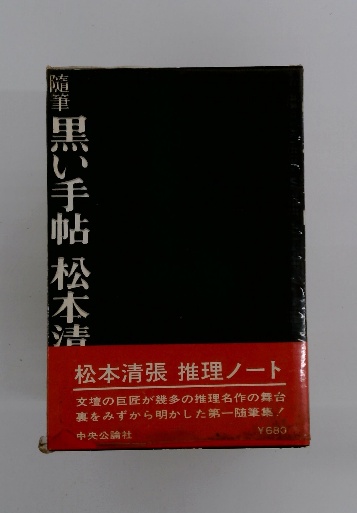 隨筆
黒い手帖 松本清
松本清張 推理ノート
文壇の巨匠が幾多の推理名作の舞台
裏をみずから明かした第一随筆集!
中央公論社
¥580